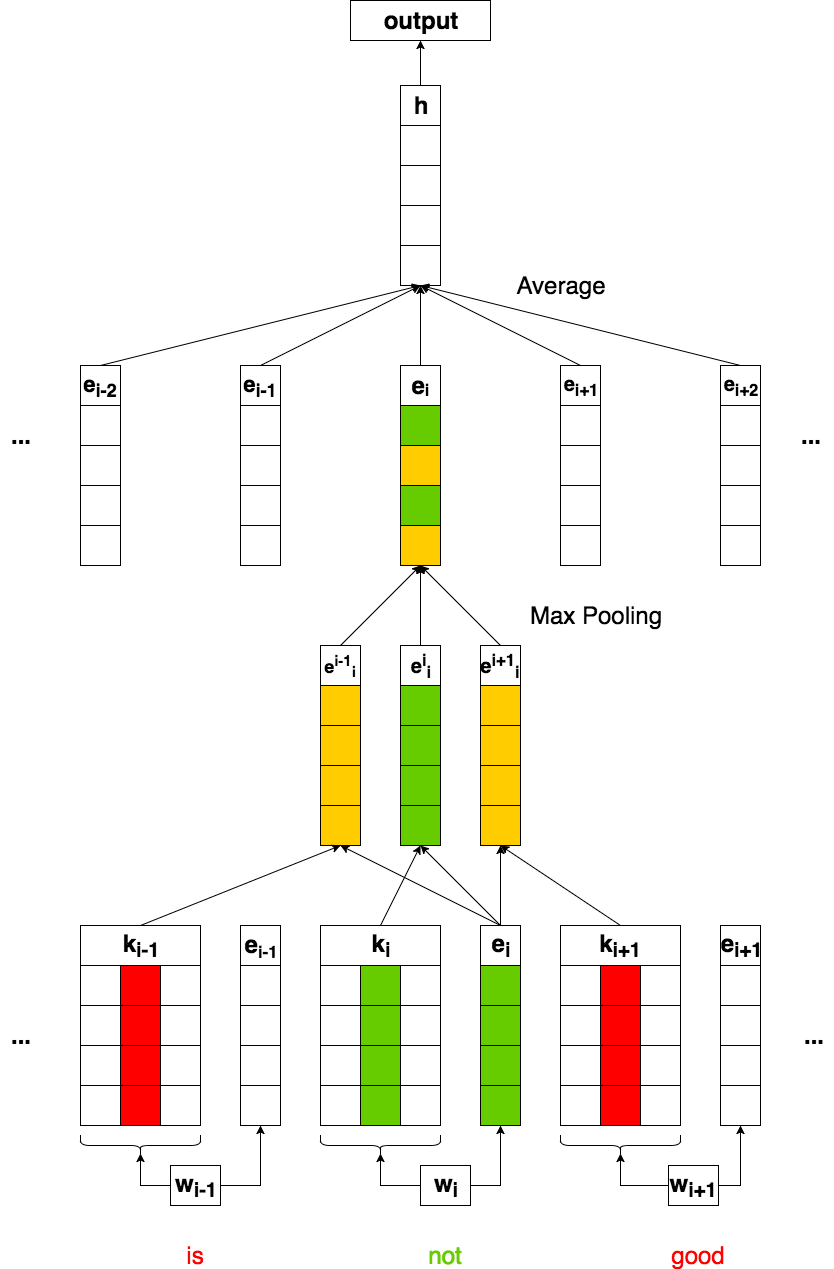 output
h
Average
e_{i-2} e_{i-1} e_i e_{i+1} e_{i+2}
... ...
Max Pooling
e^{i-1}_i e^i_i e^{i+1}_i
k_{i-1} e_{i-1} k_i e_i k_{i+1} e_{i+1}
... ...
w_{i-1} w_i w_{i+1}
is not good